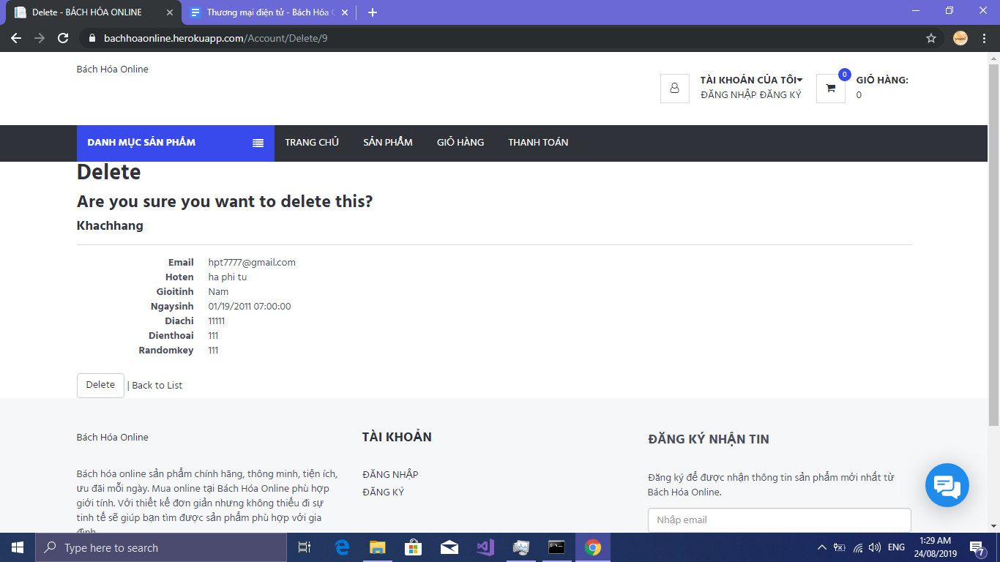 Delete - BÁCH HÓA ONLINE
Thương mại điện tử - Bách Hóa
bachhoaonline.herokuapp.com/Account/Delete/9
Bách Hóa Online
TÀI KHOẢN CỦA TÔI
ĐĂNG NHẬP ĐĂNG KÝ
0
GIỎ HÀNG:
0
DANH MỤC SẢN PHẨM
TRANG CHỦ
SẢN PHẨM
GIỎ HÀNG
THANH TOÁN
Delete
Are you sure you want to delete this?
Khachhang
Email hpt7777@gmail.com
Hoten ha phi tu
Gioitinh Nam
Ngaysinh 01/19/2011 07:00:00
Diachi 11111
Dienthoai 111
Randomkey 111
Delete | Back to List
Bách Hóa Online
Bách hóa online sản phẩm chính hãng, thông minh, tiện ích,
ưu đãi mỗi ngày. Mua online tại Bách Hóa Online phù hợp
giới tính. Với thiết kế đơn giản nhưng không thiếu đi sự
tinh tế sẽ giúp bạn tìm được sản phẩm phù hợp với gia
đình
TÀI KHOẢN
ĐĂNG NHẬP
ĐĂNG KÝ
ĐĂNG KÝ NHẬN TIN
Đăng ký để được nhận thông tin sản phẩm mới nhất từ
Bách Hóa Online.
Nhập email
Type here to search
ENG
1:29 AM
24/08/2019
7